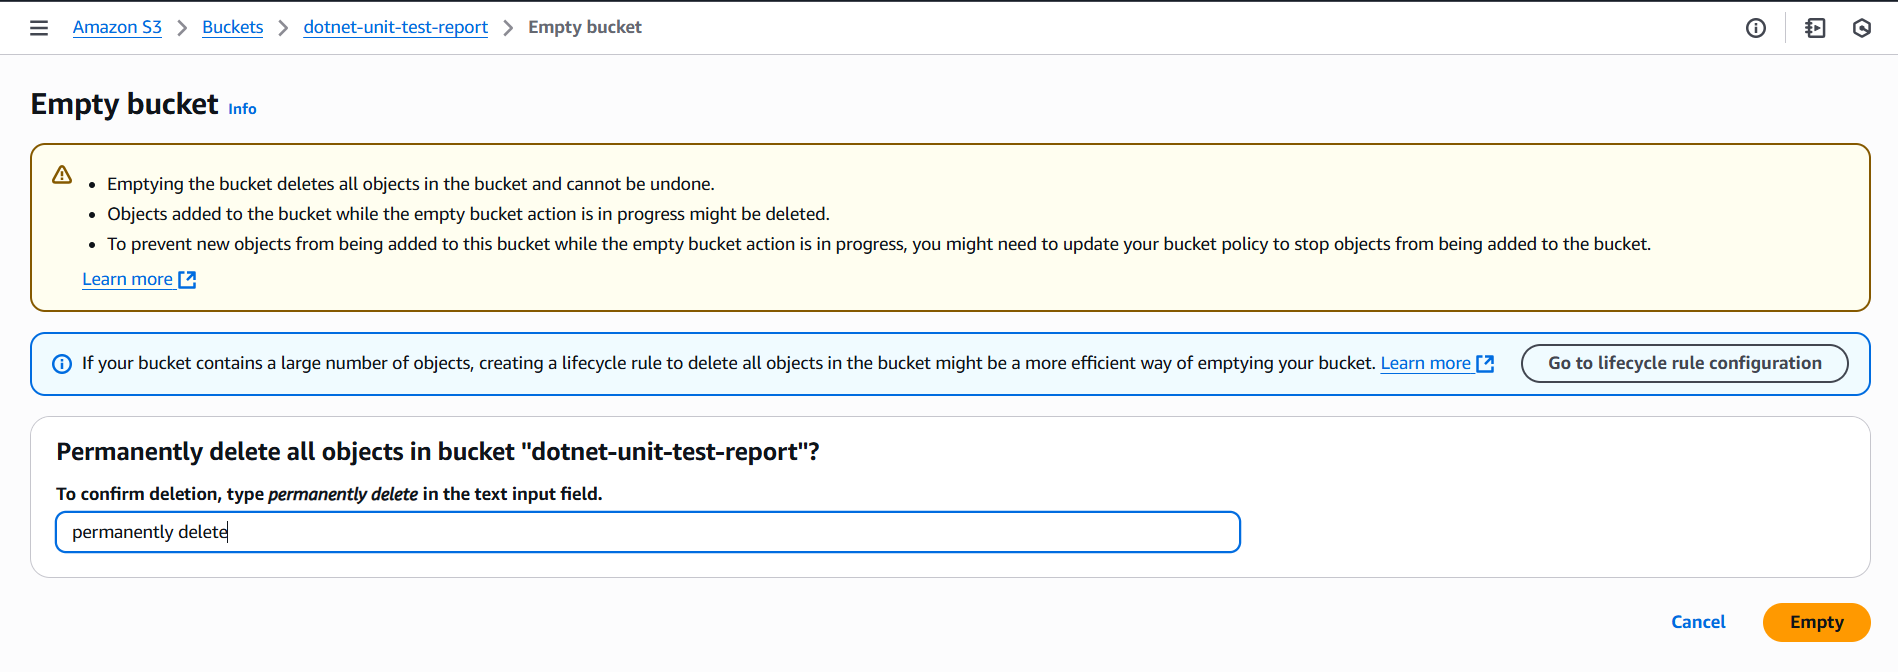 Amazon S3 > Buckets > dotnet-unit-test-report > Empty bucket
Empty bucket Info
• Emptying the bucket deletes all objects in the bucket and cannot be undone.
• Objects added to the bucket while the empty bucket action is in progress might be deleted.
• To prevent new objects from being added to this bucket while the empty bucket action is in progress, you might need to update your bucket policy to stop objects from being added to the bucket.
Learn more
If your bucket contains a large number of objects, creating a lifecycle rule to delete all objects in the bucket might be a more efficient way of emptying your bucket. Learn more Go to lifecycle rule configuration
Permanently delete all objects in bucket "dotnet-unit-test-report"?
To confirm deletion, type permanently delete in the text input field.
permanently delete
Cancel Empty